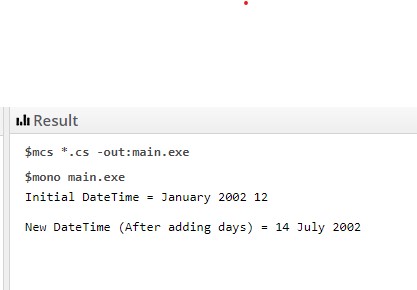 Result
$mcs *.cs -out:main.exe
$mono main.exe
Initial DateTime = January 2002 12
New DateTime (After adding days) = 14 July 2002